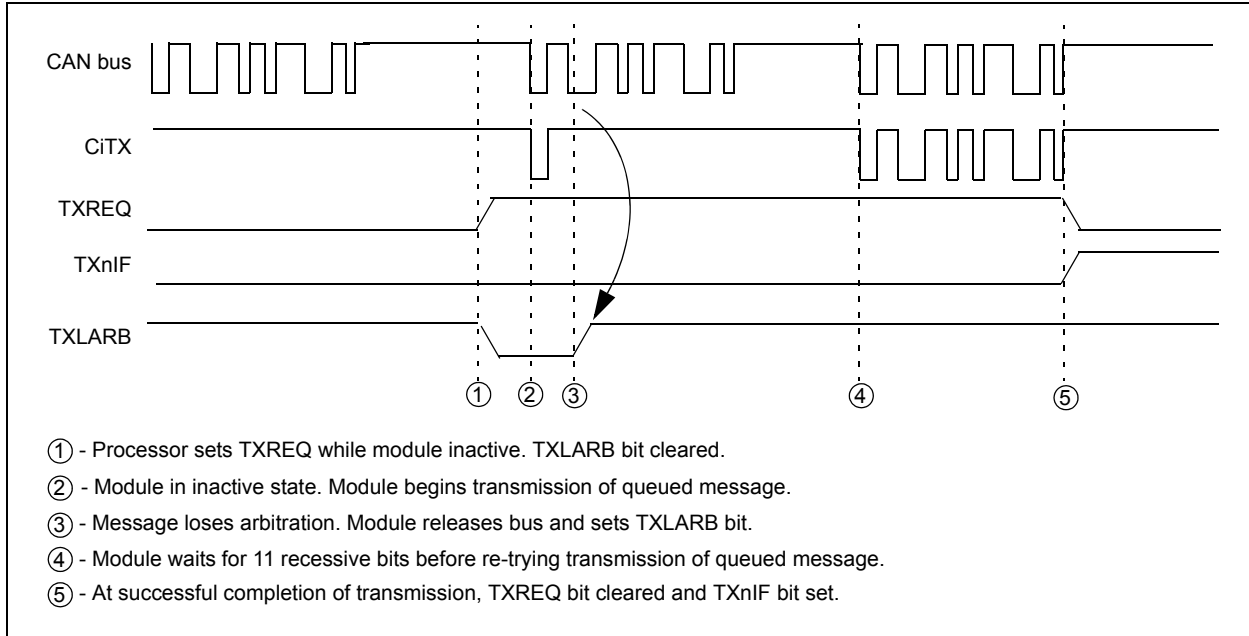 CAN bus
CiTX
TXREQ
TXnIF
TXLARB
1 2 3 4 5
1 - Processor sets TXREQ while module inactive. TXLARB bit cleared.
2 - Module in inactive state. Module begins transmission of queued message.
3 - Message loses arbitration. Module releases bus and sets TXLARB bit.
4 - Module waits for 11 recessive bits before re-trying transmission of queued message.
5 - At successful completion of transmission, TXREQ bit cleared and TXnIF bit set.